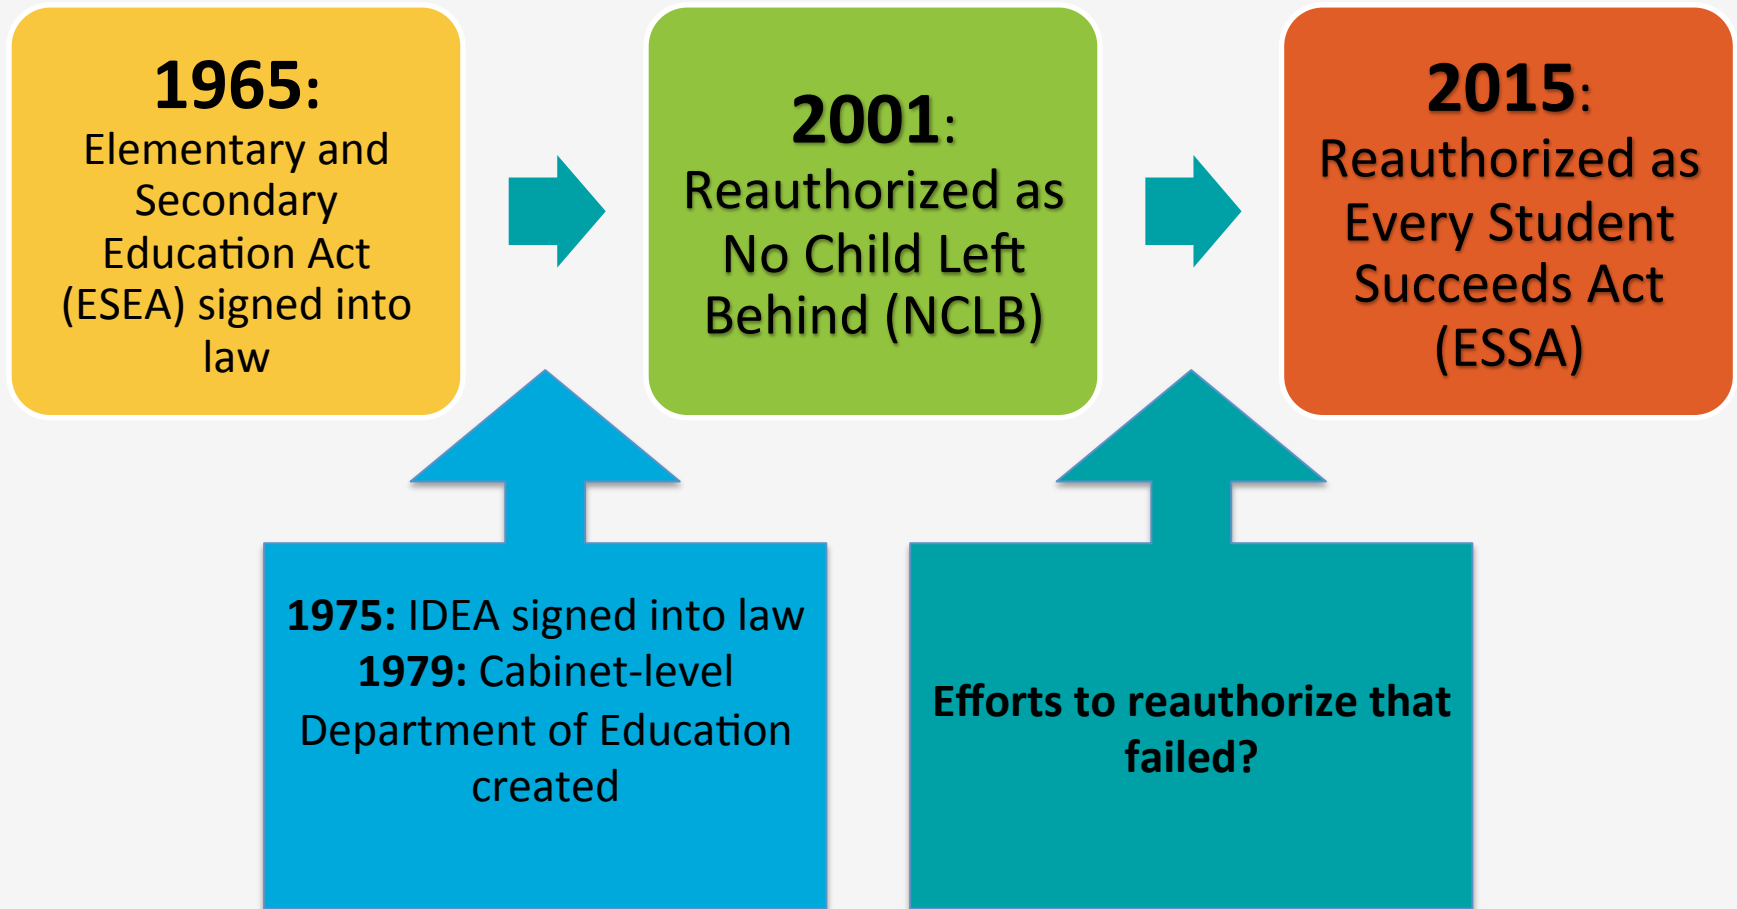 1965:
Elementary and
Secondary
Education Act
(ESEA) signed into
law
2001:
Reauthorized as
No Child Left
Behind (NCLB)
2015:
Reauthorized as
Every Student
Succeeds Act
(ESSA)
1975: IDEA signed into law
1979: Cabinet-level
Department of Education
created
Efforts to reauthorize that
failed?